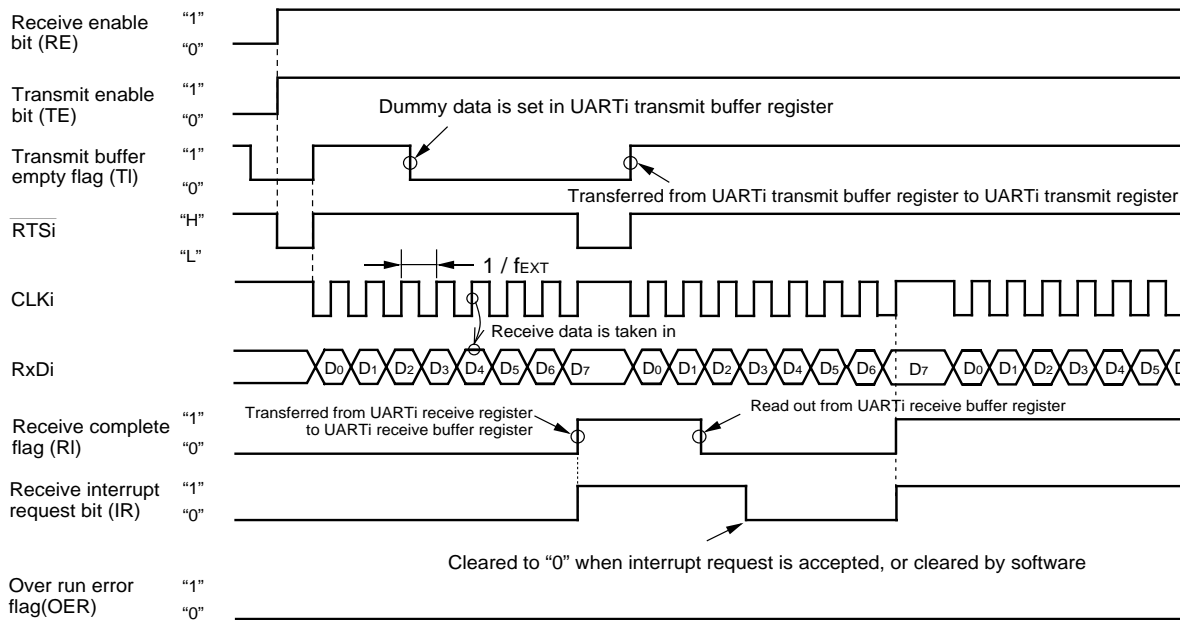 Receive enable
bit (RE)
“1”
“0”
Transmit enable
bit (TE)
“1”
“0”
Dummy data is set in UARTi transmit buffer register
Transmit buffer
empty flag (Tl)
“1”
“0”
Transferred from UARTi transmit buffer register to UARTi transmit register
RTSi
“H”
“L”
1 / fEXT
CLKi
Receive data is taken in
RxDi
D0 D1 D2 D3 D4 D5 D6 D7 D0 D1 D2 D3 D4 D5 D6 D7 D0 D1 D2 D3 D4 D5
Receive complete
flag (RI)
“1”
“0”
Transferred from UARTi receive register
to UARTi receive buffer register
Read out from UARTi receive buffer register
Receive interrupt
request bit (IR)
“1”
“0”
Cleared to “0” when interrupt request is accepted, or cleared by software
Over run error
flag(OER)
“1”
“0”